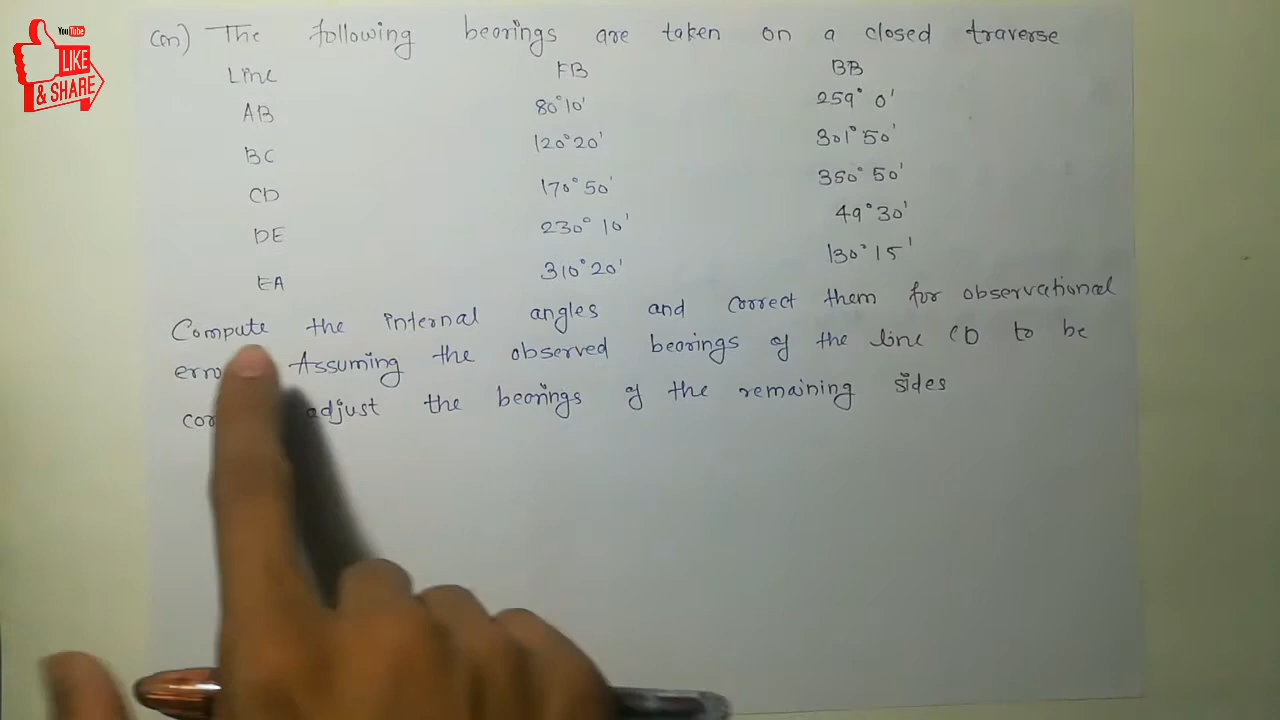 YouTube
LIKE
& SHARE
(on) The following bearings are taken on a closed traverse
Line FB BB
AB 80°10' 259° 0'
BC 120°20' 301°50'
CD 170°50' 350°50'
DE 230°10' 49°30'
EA 310°20' 130°15'
Compute the internal angles and correct them for observational
Assuming the observed bearings of the line CD to be
adjust the bearings of the remaining sides